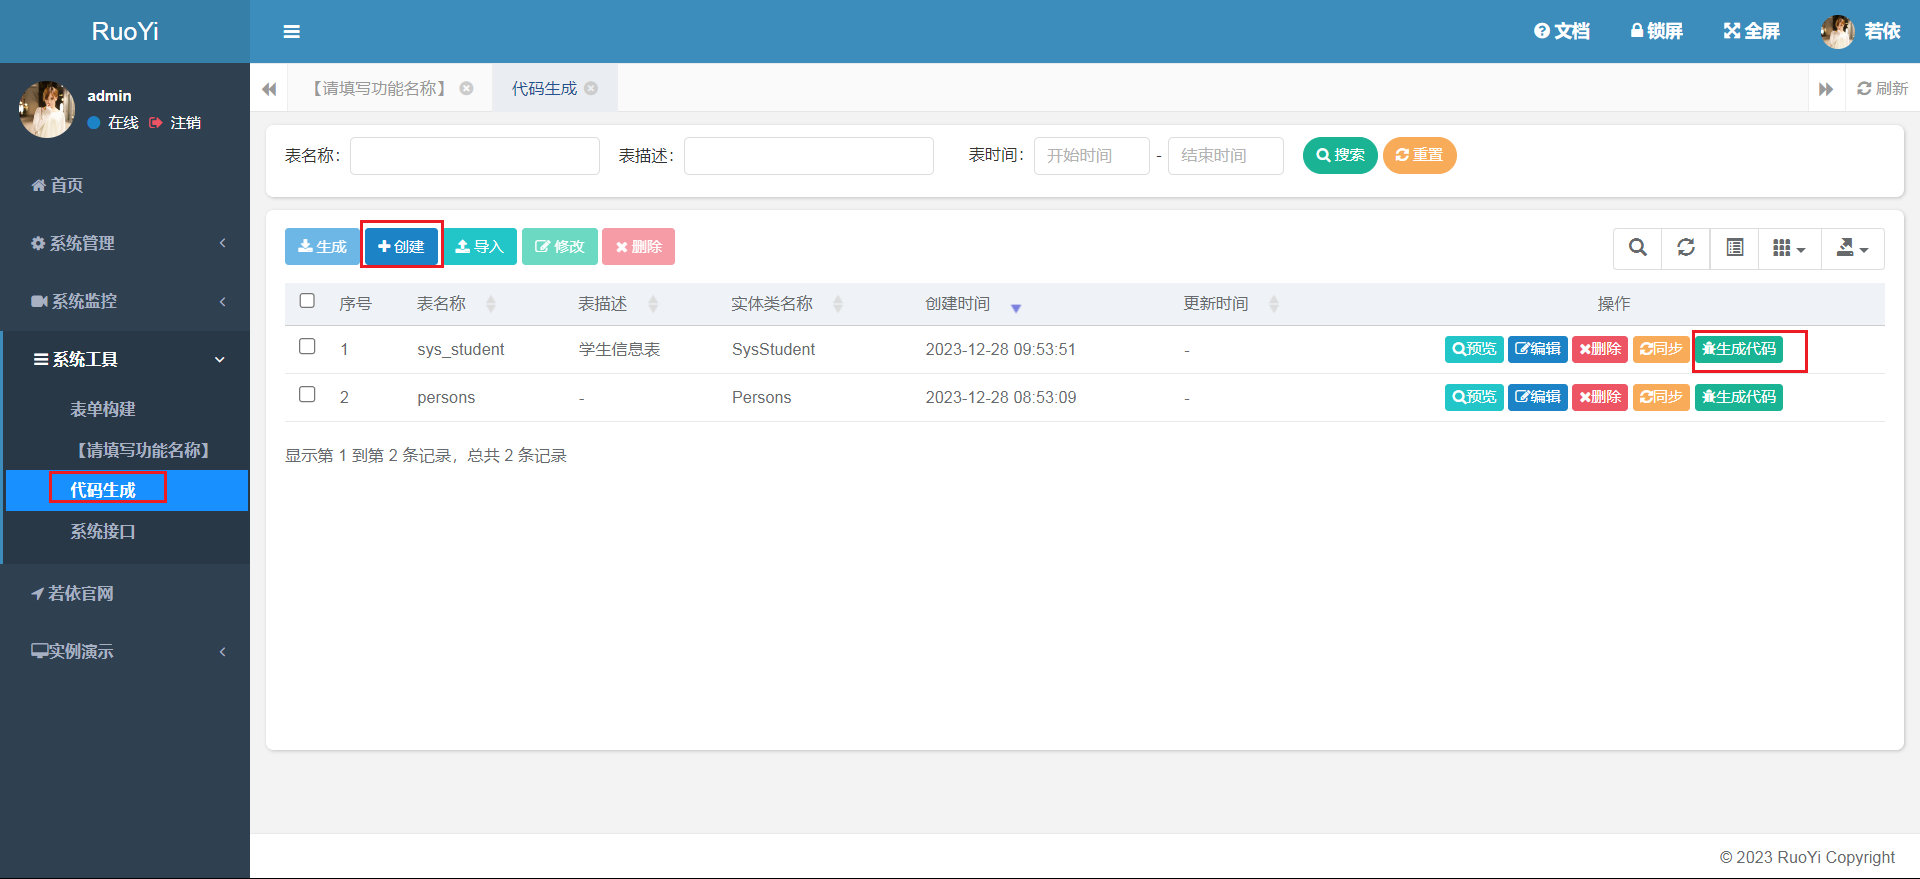 RuoYi
文档 锁屏 全屏 若依
admin
在线 注销
首页
系统管理
系统监控
系统工具
表单构建
【请填写功能名称】
代码生成
系统接口
若依官网
实例演示
【请填写功能名称】 代码生成 刷新
表名称： 表描述： 表时间： 开始时间 - 结束时间 搜索 重置
生成 创建 导入 修改 删除
序号 表名称 表描述 实体类名称 创建时间 更新时间 操作
1 sys_student 学生信息表 SysStudent 2023-12-28 09:53:51 - 预览 编辑 删除 同步 生成代码
2 persons - Persons 2023-12-28 08:53:09 - 预览 编辑 删除 同步 生成代码
显示第 1 到第 2 条记录，总共 2 条记录
© 2023 RuoYi Copyright